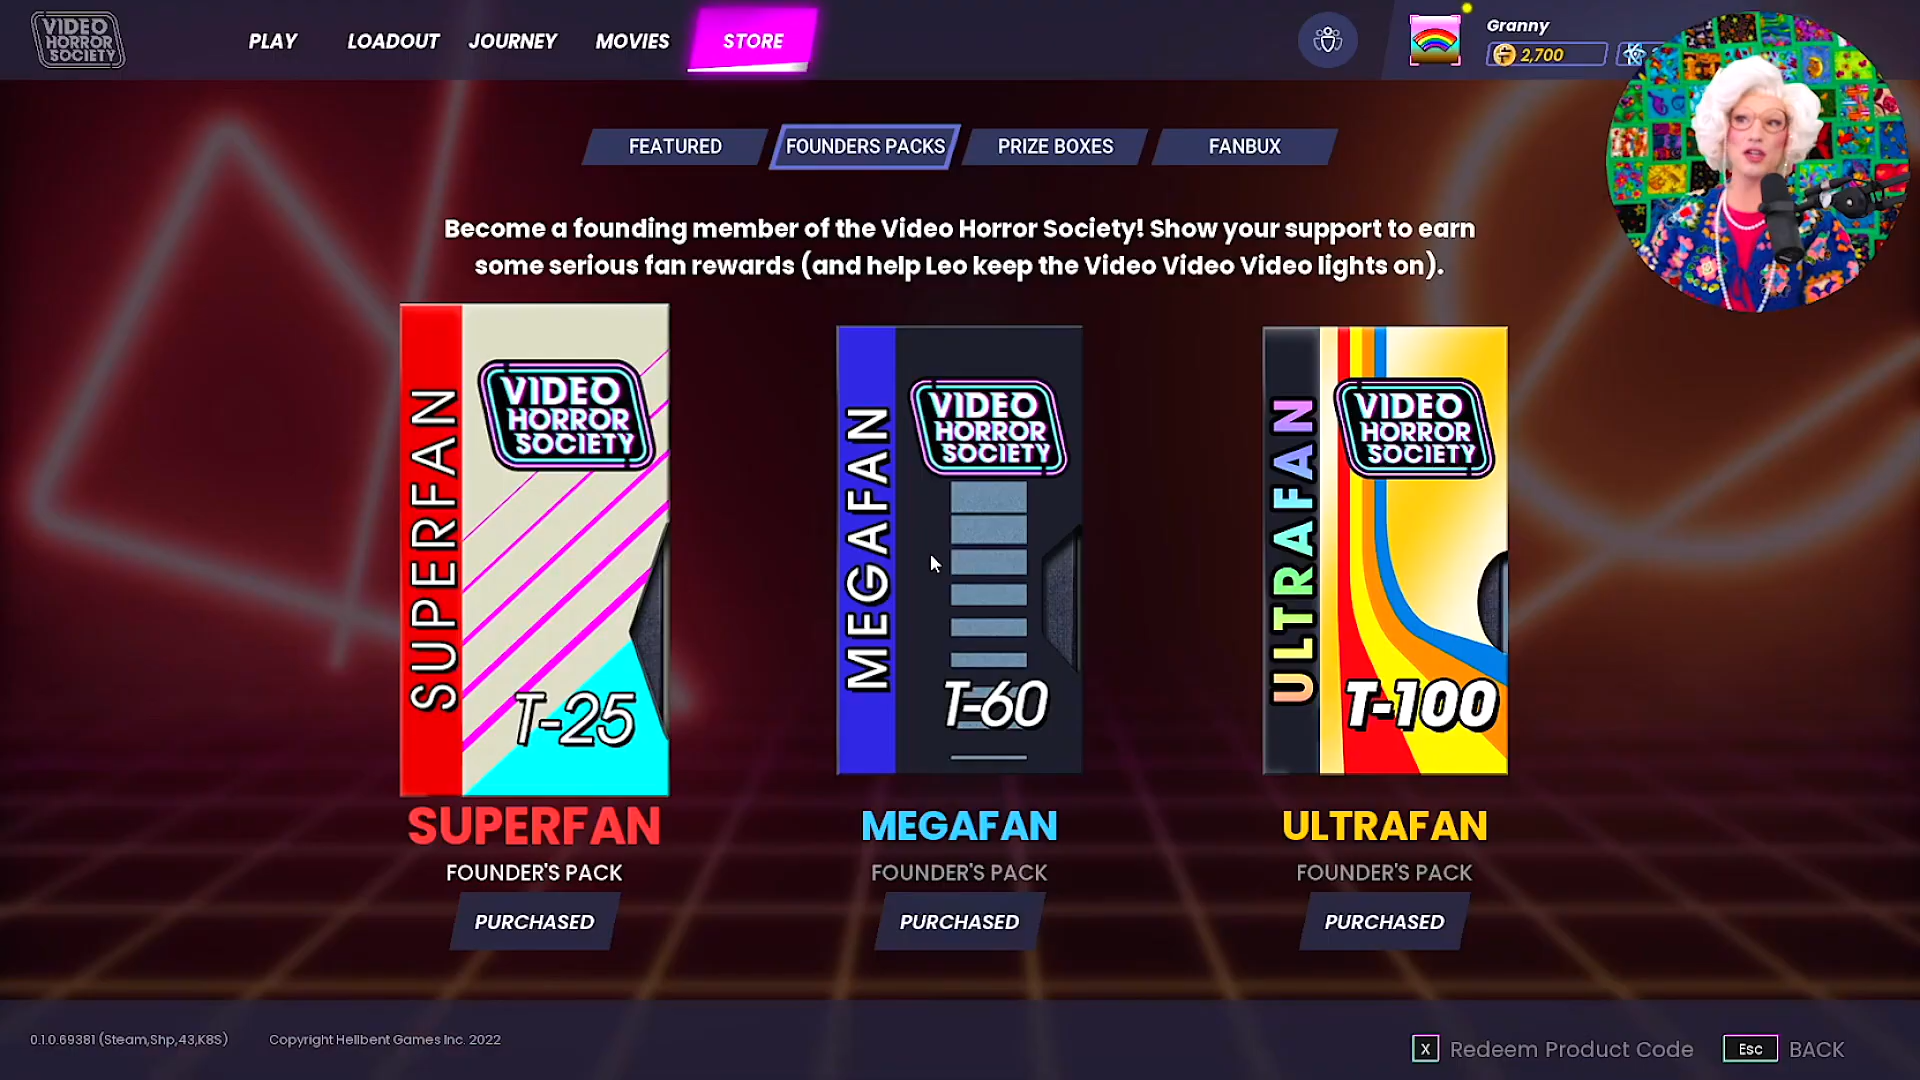 VIDEO
HORROR
SOCIETY
PLAY
LOADOUT
JOURNEY
MOVIES
STORE
Granny
2,700
FEATURED
FOUNDERS PACKS
PRIZE BOXES
FANBUX
Become a founding member of the Video Horror Society! Show your support to earn
some serious fan rewards (and help Leo keep the Video Video Video lights on).
SUPERFAN
VIDEO
HORROR
SOCIETY
T-25
MEGAFAN
VIDEO
HORROR
SOCIETY
T-60
ULTRAFAN
VIDEO
HORROR
SOCIETY
T-100
SUPERFAN
FOUNDER'S PACK
PURCHASED
MEGAFAN
FOUNDER'S PACK
PURCHASED
ULTRAFAN
FOUNDER'S PACK
PURCHASED
0.1.0.69381 (Steam,Shp,43,K8S)
Copyright Hellbent Games Inc. 2022
X Redeem Product Code
Esc BACK